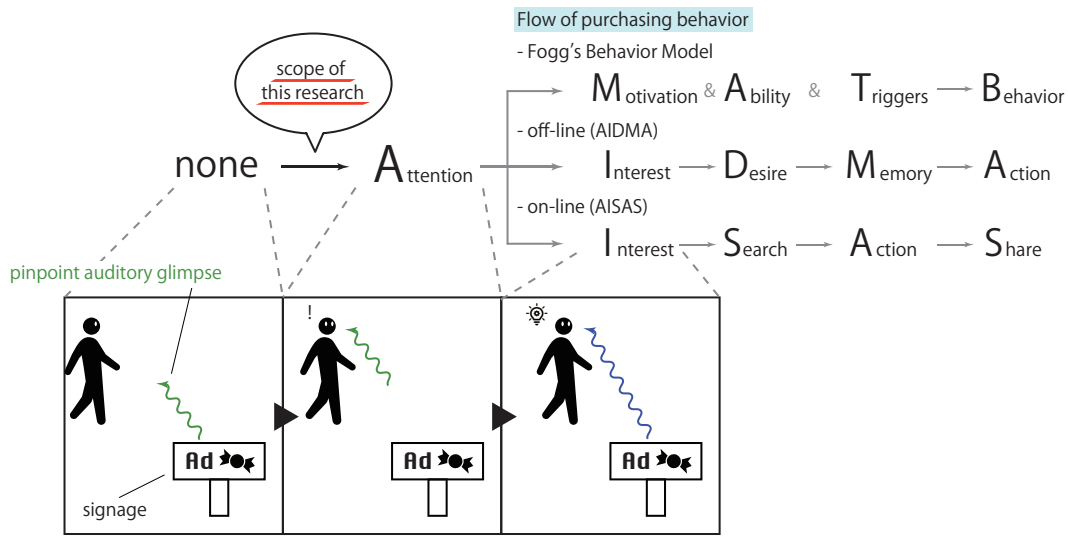 Flow of purchasing behavior
- Fogg's Behavior Model
scope of
this research
Motivation & Ability & Triggers Behavior
- off-line (AIDMA)
none Attention Interest Desire Memory Action
- on-line (AISAS)
Interest Search Action Share
pinpoint auditory glimpse
!
Ad Ad Ad
signage